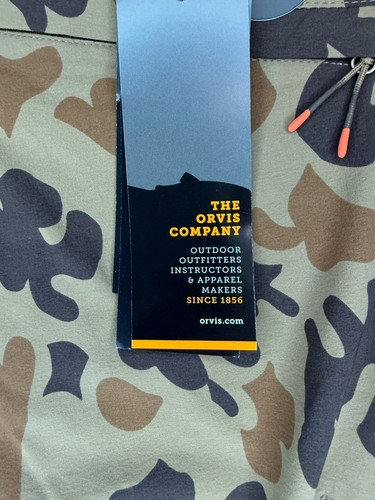 THE
ORVIS
COMPANY
OUTDOOR
OUTFITTERS
INSTRUCTORS
& APPAREL
MAKERS
SINCE 1856
orvis.com